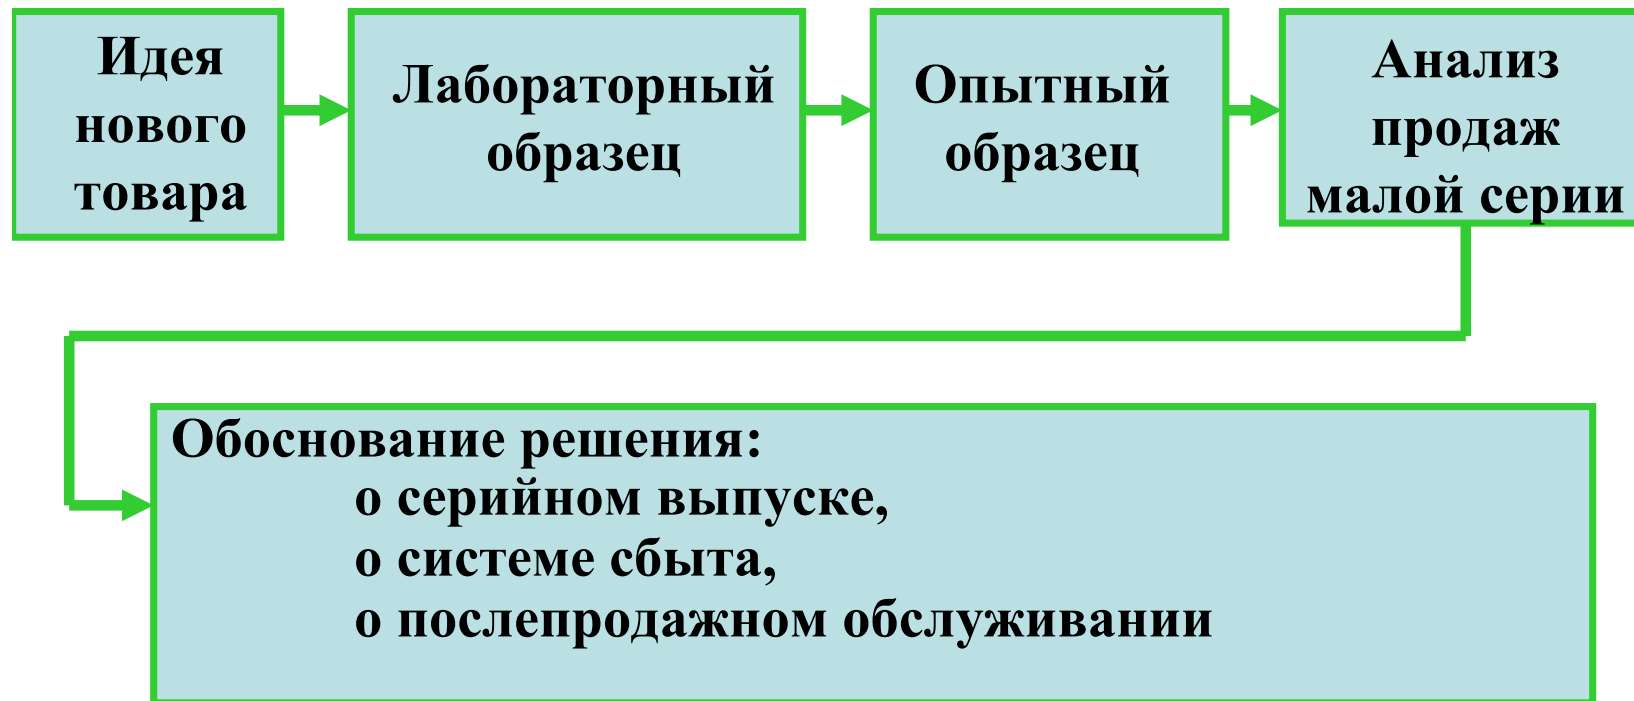 Идея
нового
товара
Лабораторный
образец
Опытный
образец
Анализ
продаж
малой серии
Обоснование решения:
о серийном выпуске,
о системе сбыта,
о послепродажном обслуживании